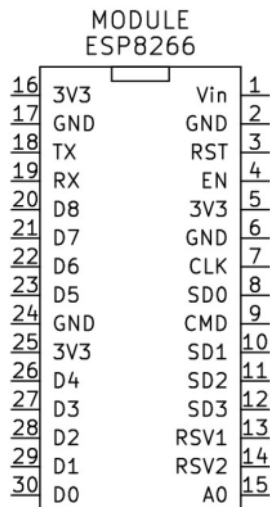 MODULE
ESP8266
16 3V3 Vin 1
17 GND GND 2
18 TX RST 3
19 RX EN 4
20 D8 3V3 5
21 D7 GND 6
22 D6 CLK 7
23 D5 SD0 8
24 GND CMD 9
25 3V3 SD1 10
26 D4 SD2 11
27 D3 SD3 12
28 D2 RSV1 13
29 D1 RSV2 14
30 D0 A0 15